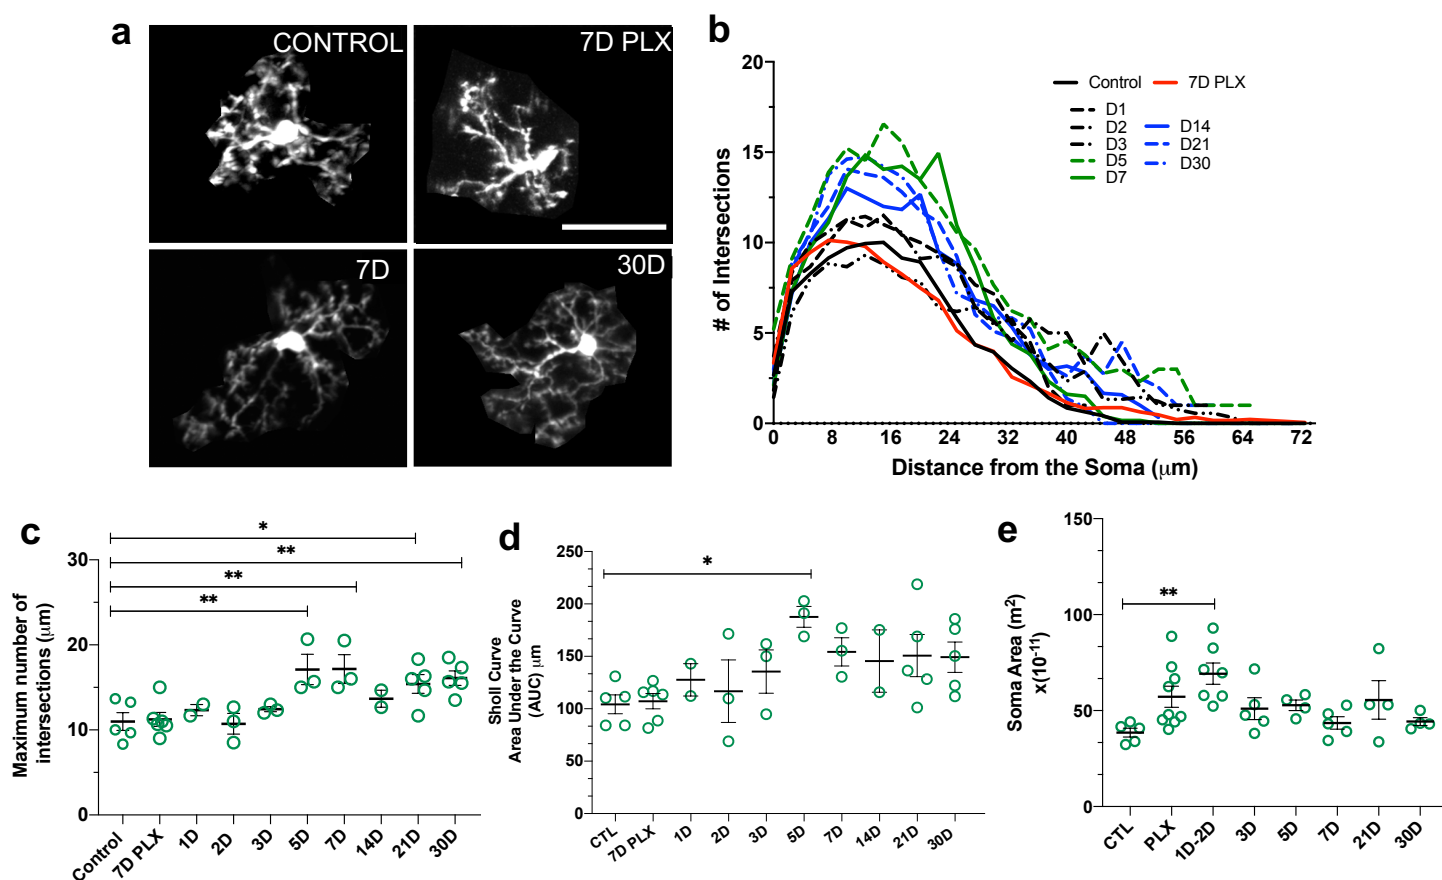 a
CONTROL
7D PLX
7D
30D
b
20
15
10
5
0
# of Intersections
0 8 16 24 32 40 48 56 64 72
Distance from the Soma (μm)
Control
7D PLX
D1
D2
D3
D5
D7
D14
D21
D30
c
*
**
**
**
30
20
10
0
Maximum number of
intersections (μm)
Control 7D PLX 1D 2D 3D 5D 7D 14D 21D 30D
d
*
250
200
150
100
50
0
Sholl Curve
Area Under the Curve
(AUC) μm
CTL 7D PLX 1D 2D 3D 5D 7D 14D 21D 30D
e
**
150
100
50
0
Soma Area (m²)
x(10⁻¹¹)
CTL PLX 1D-2D 3D 5D 7D 21D 30D